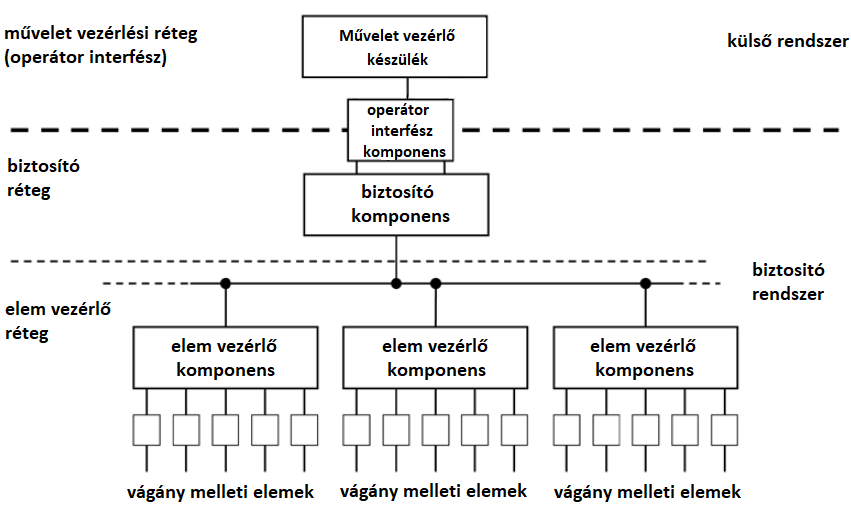 művelet vezérlési réteg
(operátor interfész)
Művelet vezérlő
készülék
külső rendszer
operátor
interfész
komponens
biztosító
réteg
biztosító
komponens
biztositó
rendszer
elem vezérlő
réteg
elem vezérlő
komponens
elem vezérlő
komponens
elem vezérlő
komponens
vágány melleti elemek
vágány melleti elemek
vágány melleti elemek